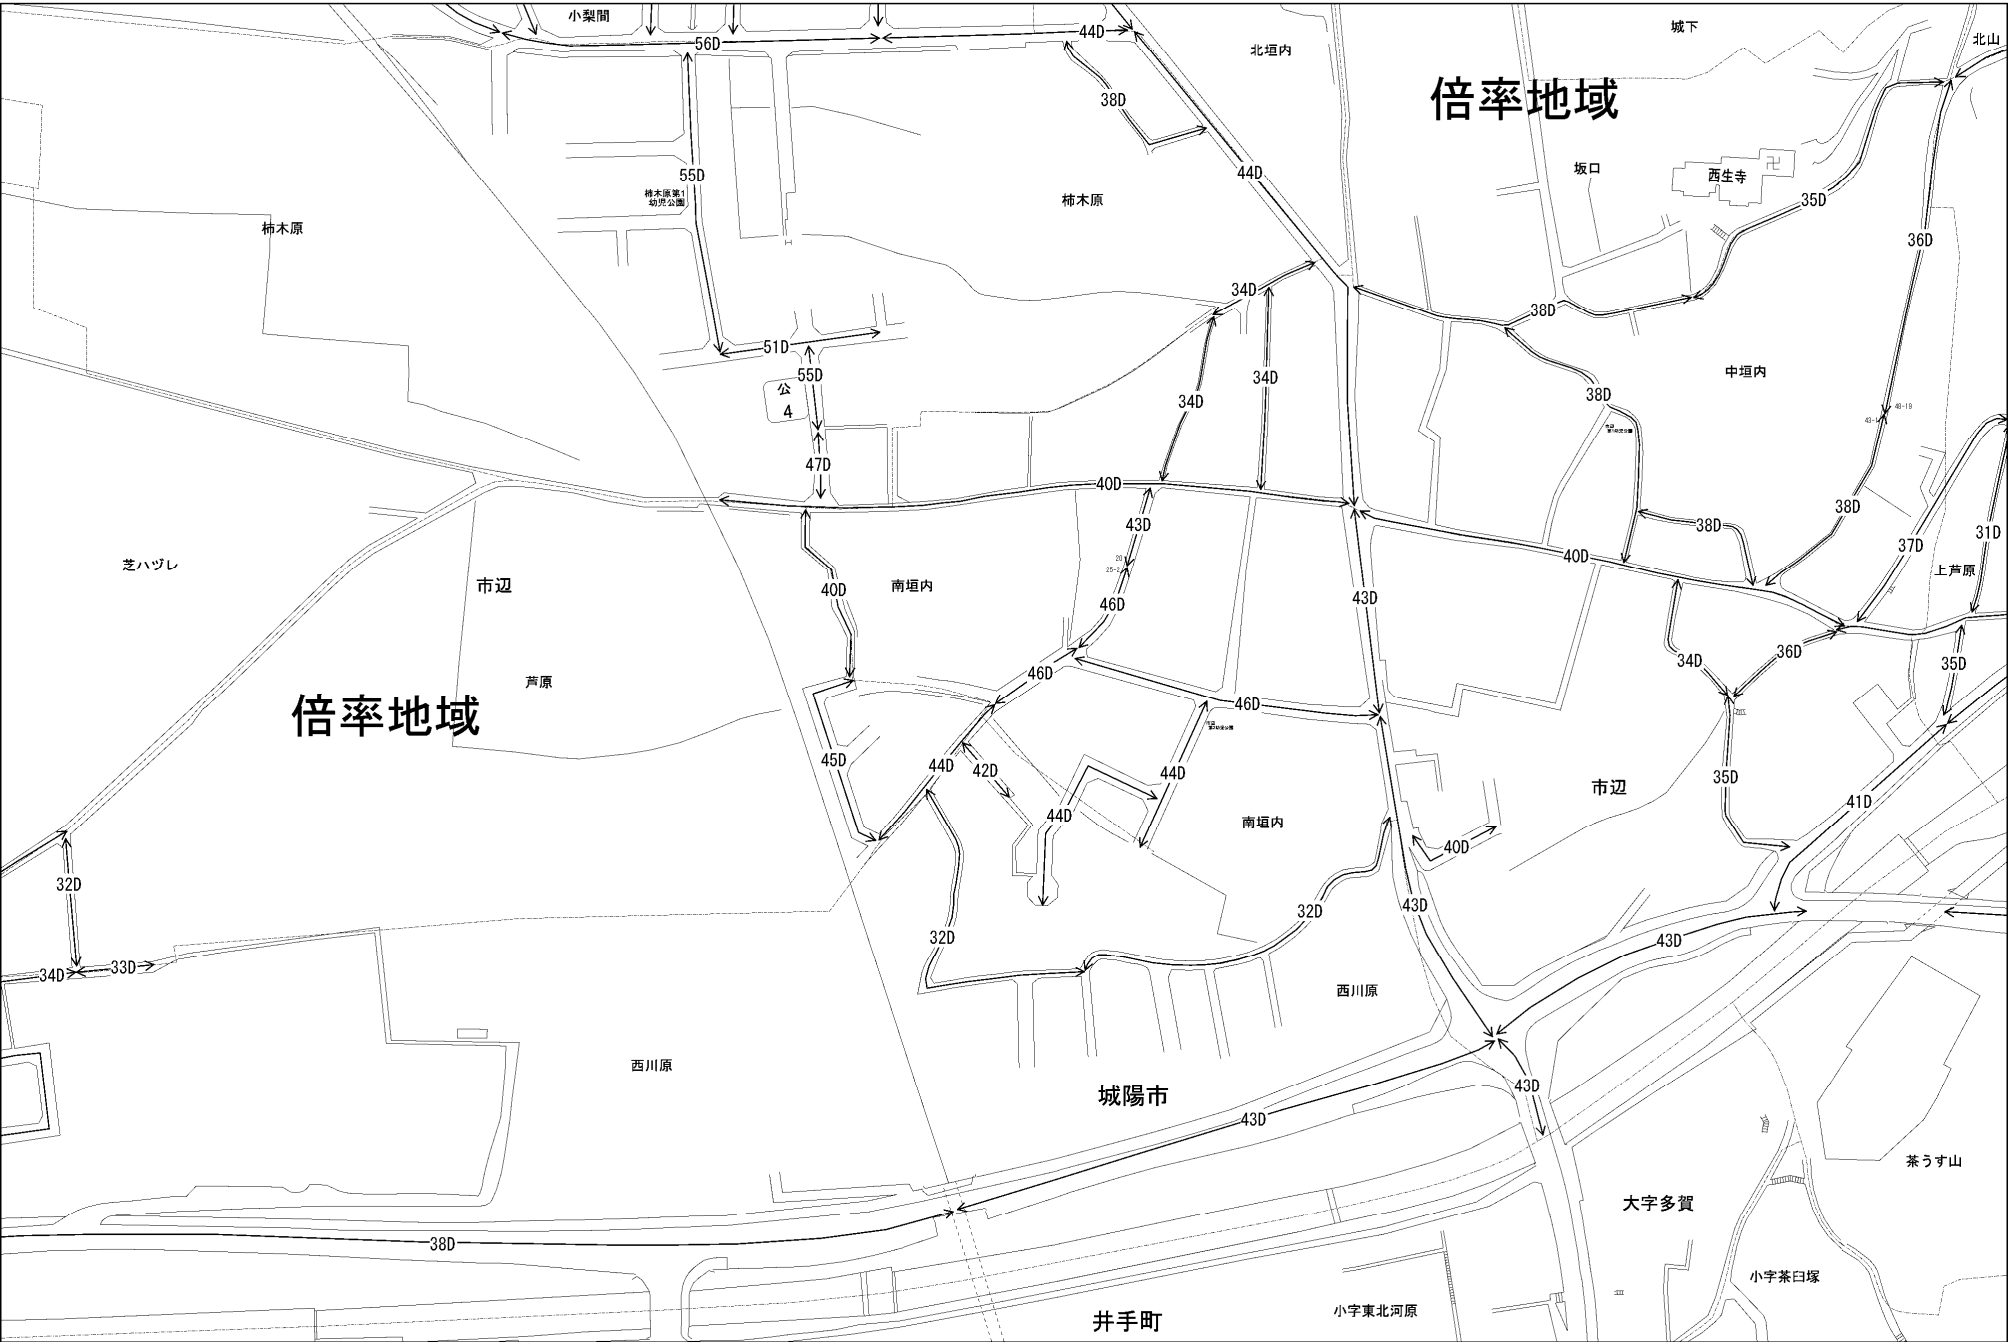 小梨間
城下
北山
44D
56D
北垣内
倍率地域
38D
坂口
44D
55D
西生寺
柿木原第1
幼児公園
柿木原
35D
柿木原
36D
34D
38D
51D
中垣内
55D
34D
公
4
38D
34D
48-19
43-1
47D
40D
38D
43D
38D
31D
37D
20
40D
芝ハヅレ
25-2
上芦原
市辺
40D
南垣内
43D
46D
36D
34D
35D
46D
芦原
46D
倍率地域
45D
44D
42D
44D
35D
市辺
41D
44D
南垣内
40D
32D
43D
32D
32D
43D
34D
33D
西川原
西川原
43D
城陽市
43D
茶うす山
大字多賀
38D
小字茶臼塚
小字東北河原
井手町